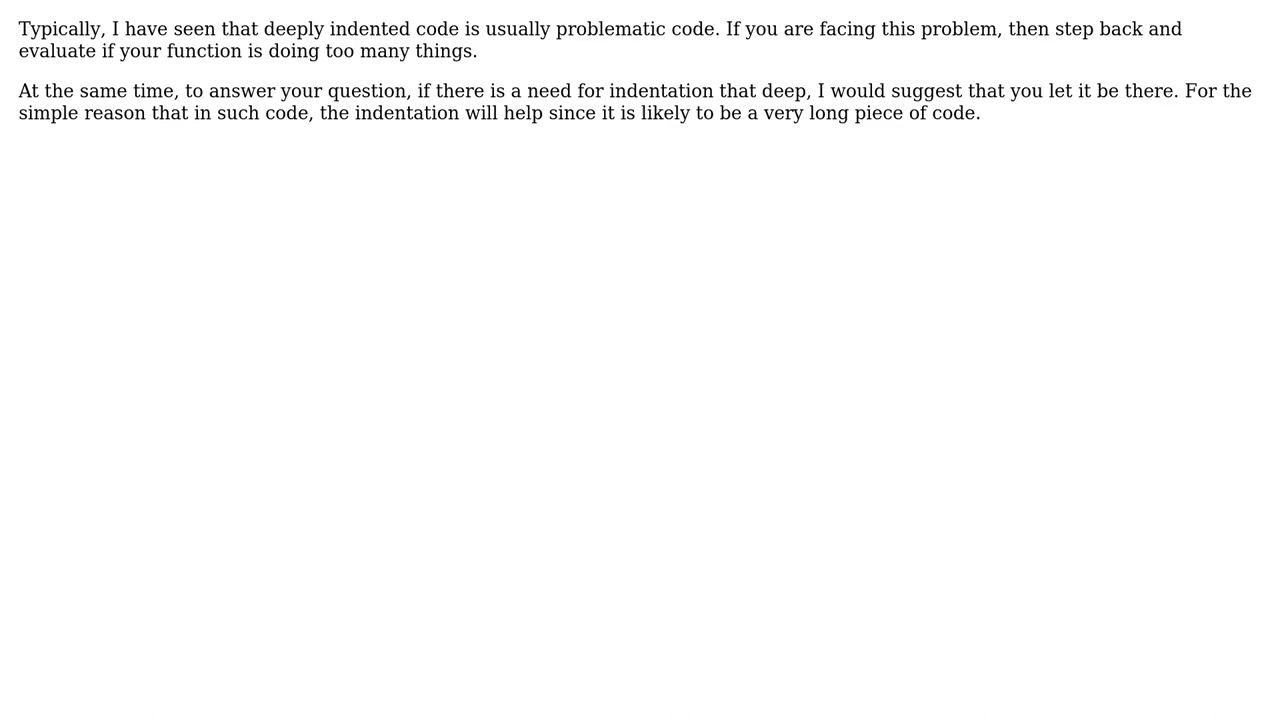 Typically, I have seen that deeply indented code is usually problematic code. If you are facing this problem, then step back and
evaluate if your function is doing too many things.
At the same time, to answer your question, if there is a need for indentation that deep, I would suggest that you let it be there. For the
simple reason that in such code, the indentation will help since it is likely to be a very long piece of code.